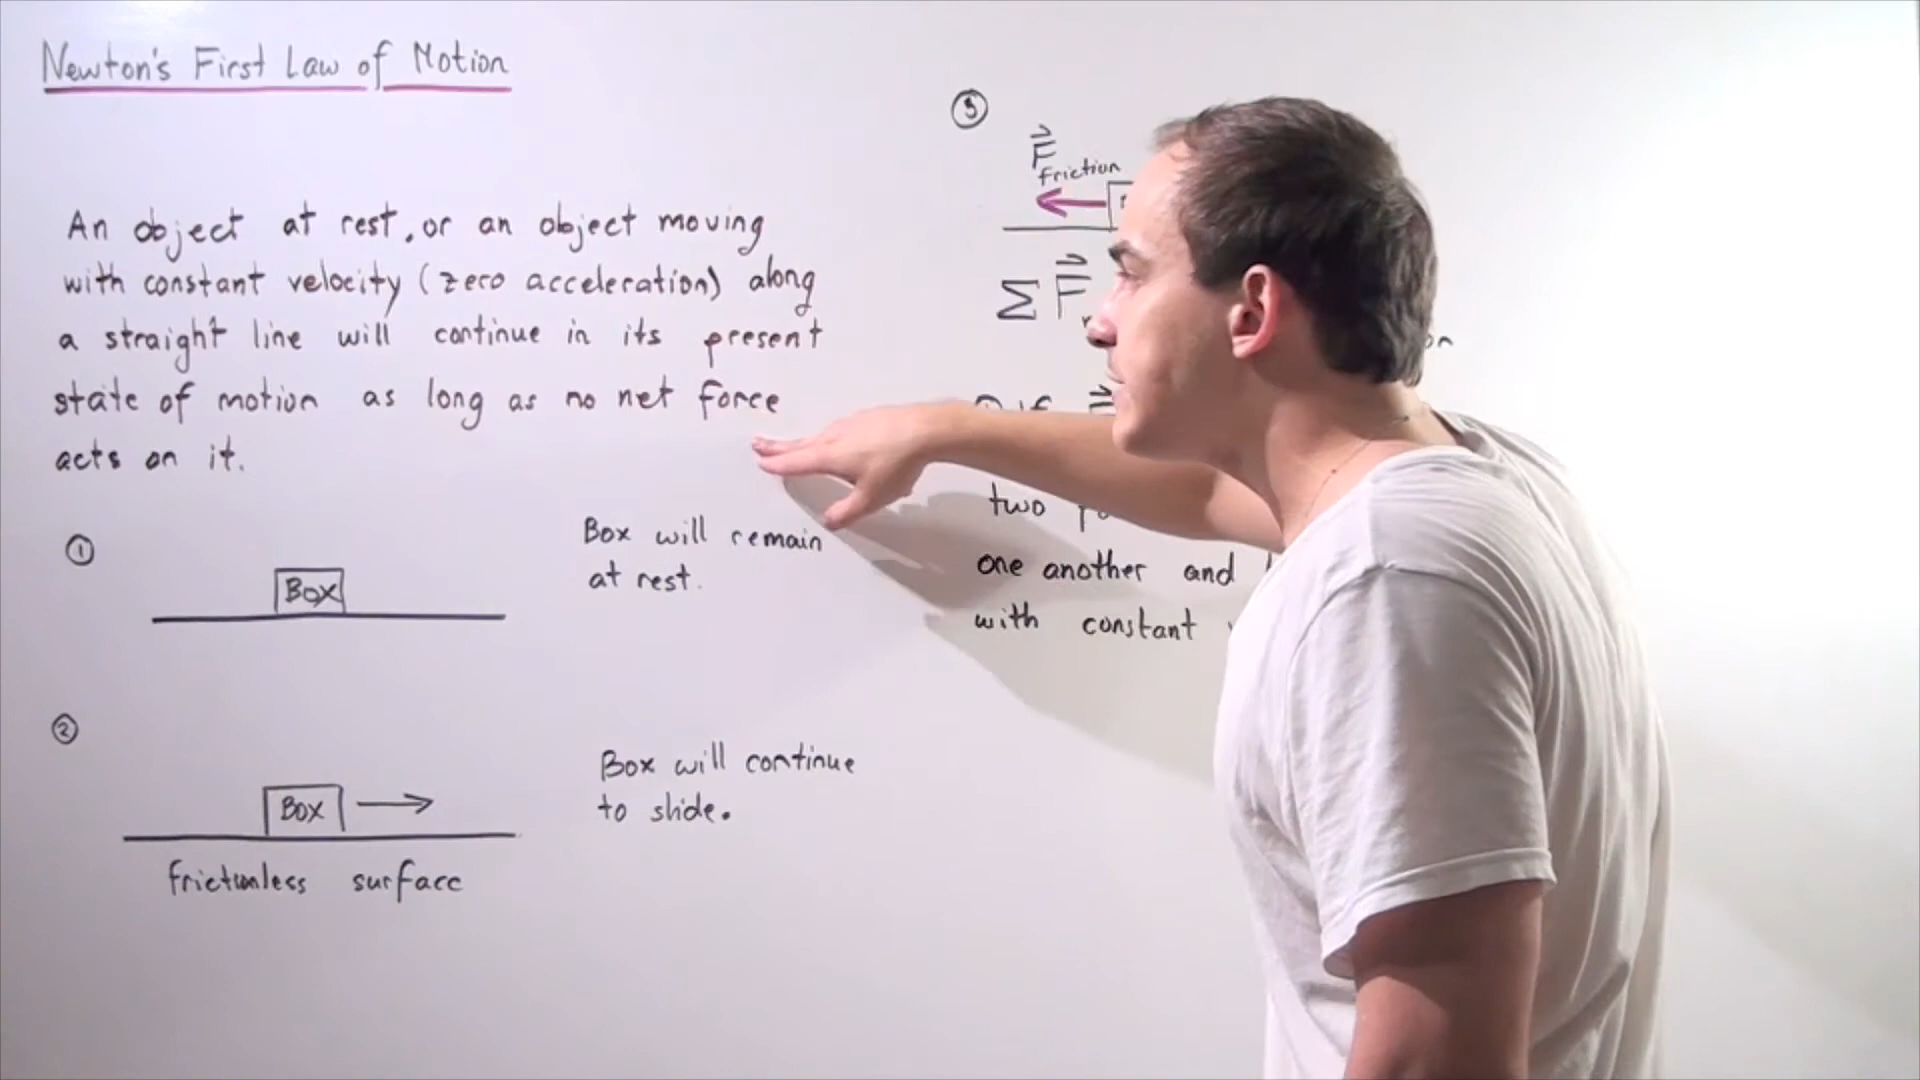 Newton's First Law of Motion
An object at rest, or an object moving
with constant velocity (zero acceleration) along
a straight line will continue in its present
state of motion as long as no net force
acts on it.
①
Box
Box will remain
at rest.
②
Box
Box will continue
to slide.
frictionless surface
③
F friction
Σ F
if
two
one another and
with constant